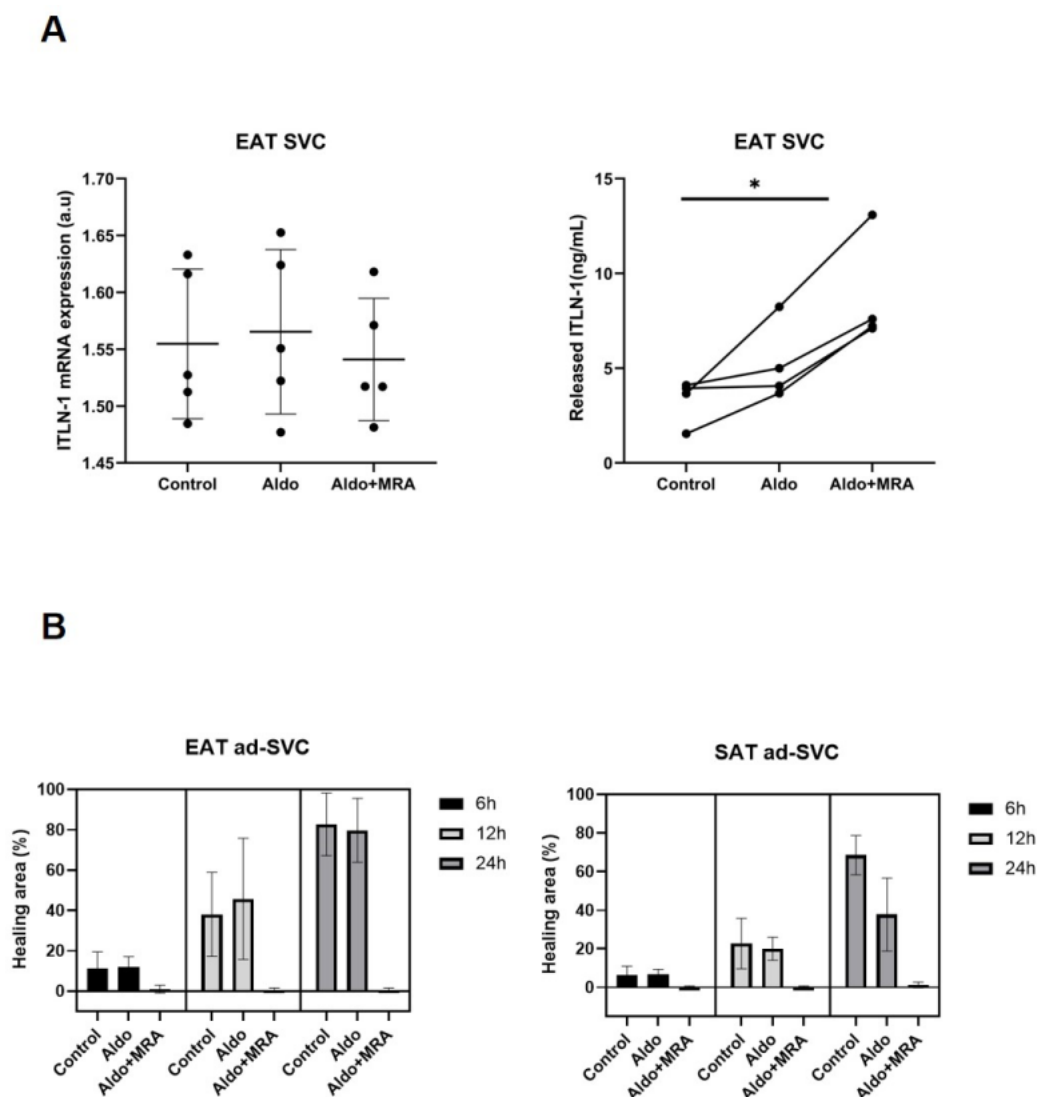 A
EAT SVC
ITLN-1 mRNA expression (a.u)
1.70
1.65
1.60
1.55
1.50
1.45
Control Aldo Aldo+MRA
EAT SVC
Released ITLN-1(ng/mL)
15
10
5
0
*
Control Aldo Aldo+MRA
B
EAT ad-SVC
Healing area (%)
100
80
60
40
20
0
Control Aldo Aldo+MRA Control Aldo Aldo+MRA Control Aldo Aldo+MRA
6h
12h
24h
SAT ad-SVC
Healing area (%)
100
80
60
40
20
0
Control Aldo Aldo+MRA Control Aldo Aldo+MRA Control Aldo Aldo+MRA
6h
12h
24h